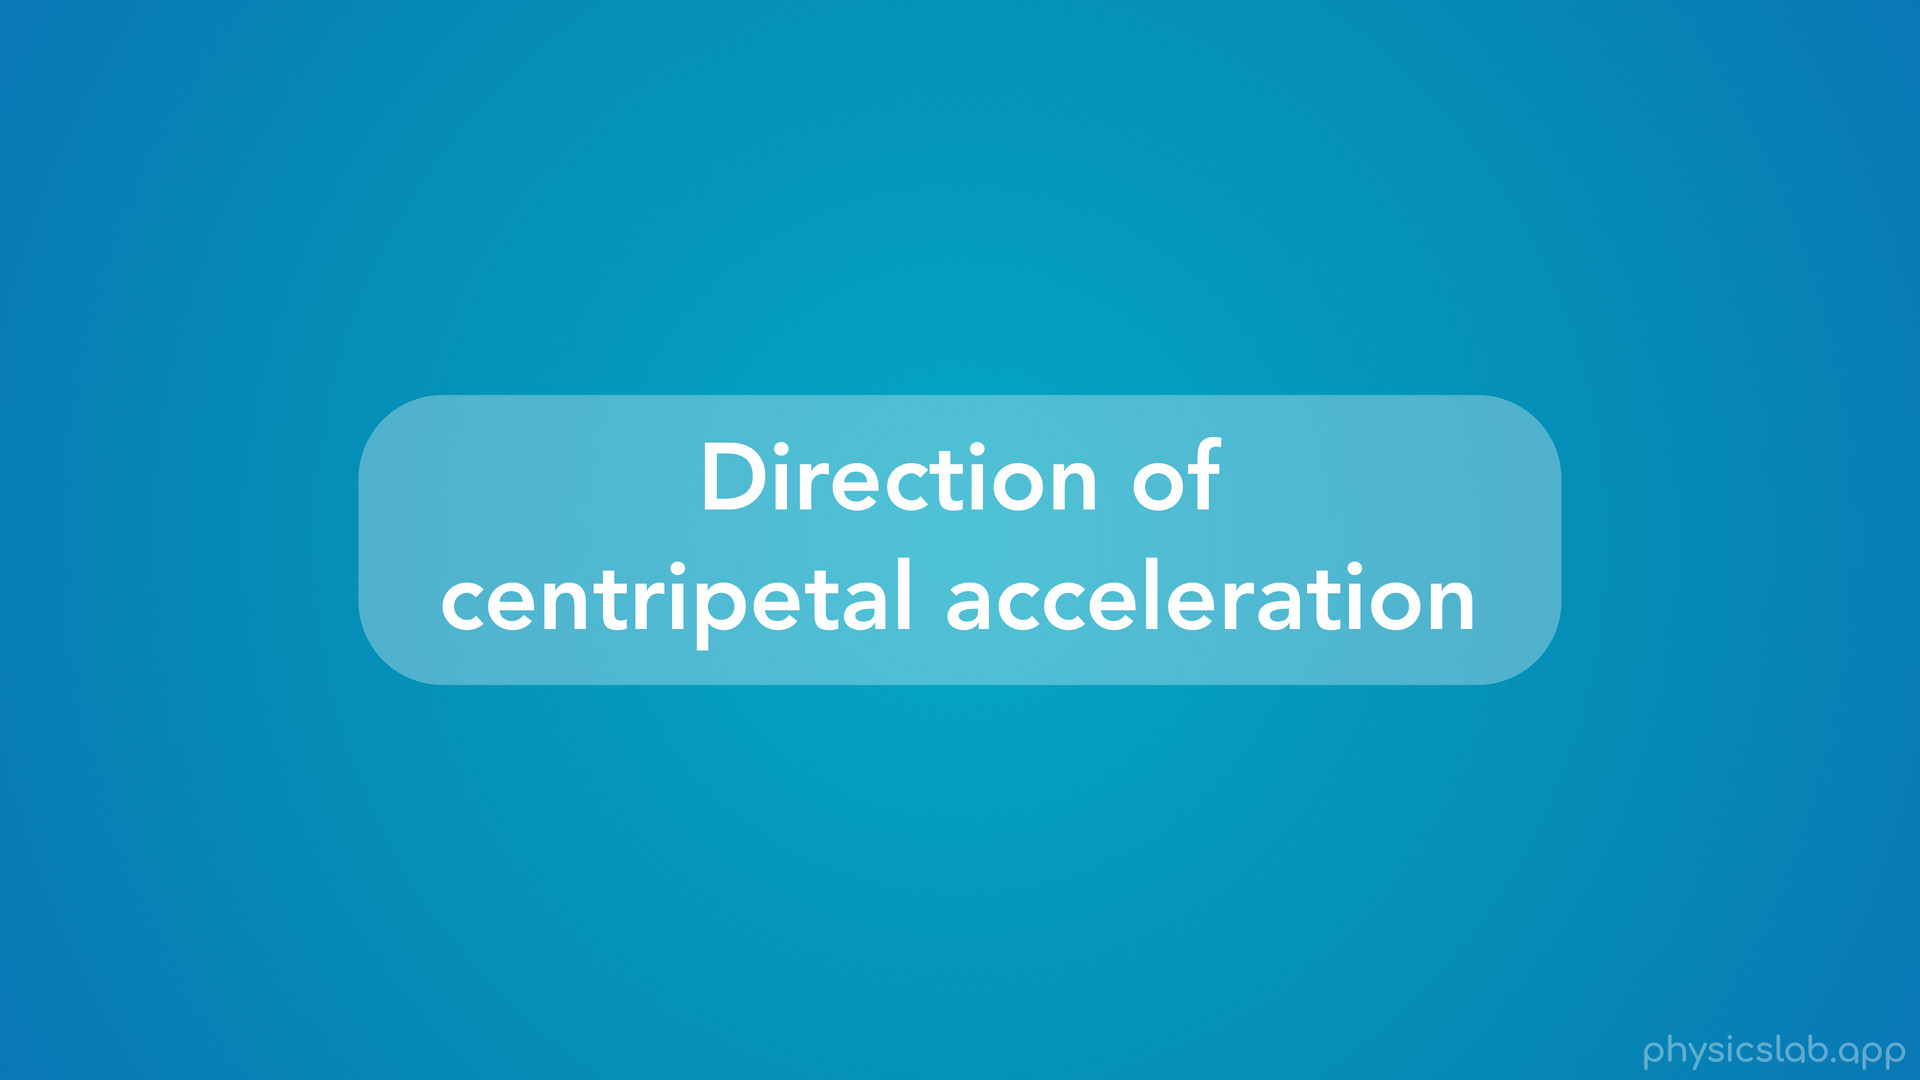 Direction of
centripetal acceleration
physicslab.app